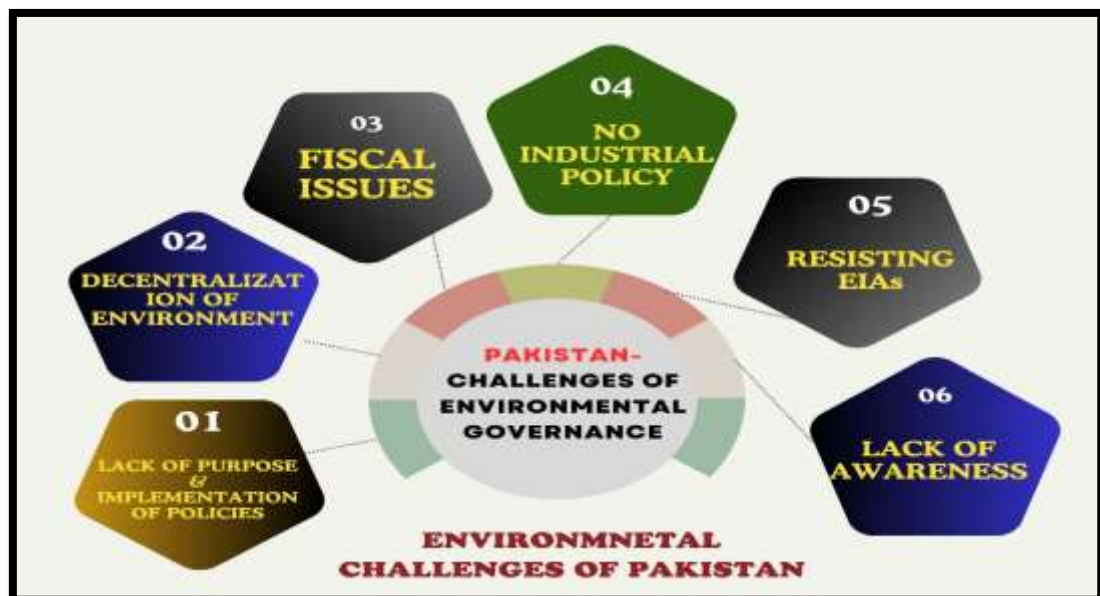 01
LACK OF PURPOSE
&
IMPLEMENTATION
OF POLICIES
02
DECENTRALIZAT
ION OF
ENVIRONMENT
03
FISCAL
ISSUES
04
NO
INDUSTRIAL
POLICY
05
RESISTING
EIAs
06
LACK OF
AWARENESS
PAKISTAN-
CHALLENGES OF
ENVIRONMENTAL
GOVERNANCE
ENVIRONMNETAL
CHALLENGES OF PAKISTAN